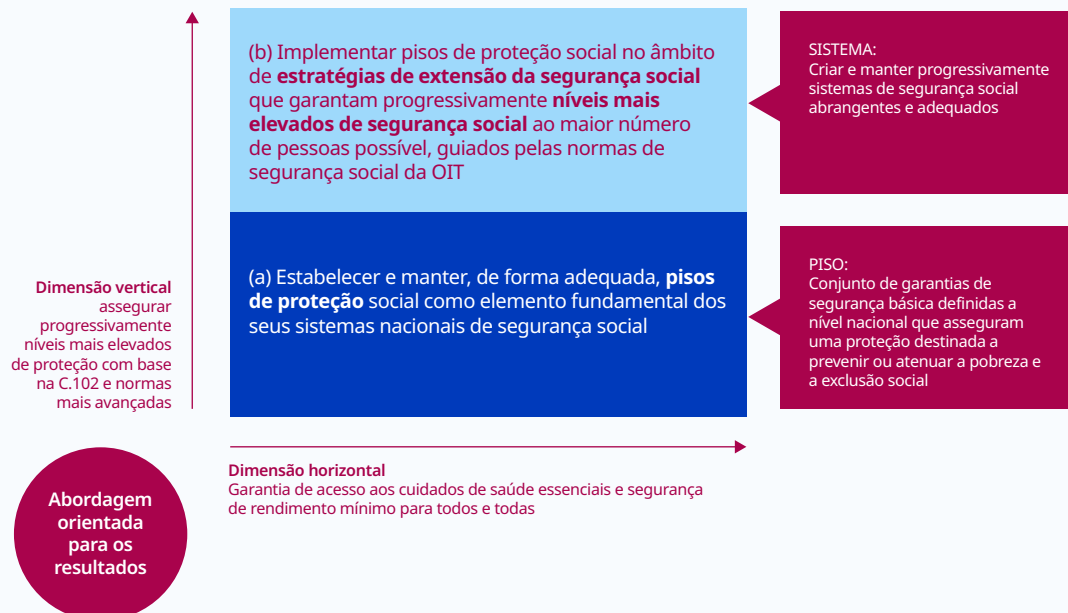 (b) Implementar pisos de proteção social no âmbito
de estratégias de extensão da segurança social
que garantam progressivamente níveis mais
elevados de segurança social ao maior número
de pessoas possível, guiados pelas normas de
segurança social da OIT
SISTEMA:
Criar e manter progressivamente
sistemas de segurança social
abrangentes e adequados
(a) Estabelecer e manter, de forma adequada, pisos
de proteção social como elemento fundamental dos
seus sistemas nacionais de segurança social
PISO:
Conjunto de garantias de
segurança básica definidas a
nível nacional que asseguram
uma proteção destinada a
prevenir ou atenuar a pobreza e
a exclusão social
Dimensão vertical
assegurar
progressivamente
níveis mais elevados
de proteção com base
na C.102 e normas
mais avançadas
Dimensão horizontal
Garantia de acesso aos cuidados de saúde essenciais e segurança
de rendimento mínimo para todos e todas
Abordagem
orientada
para os
resultados